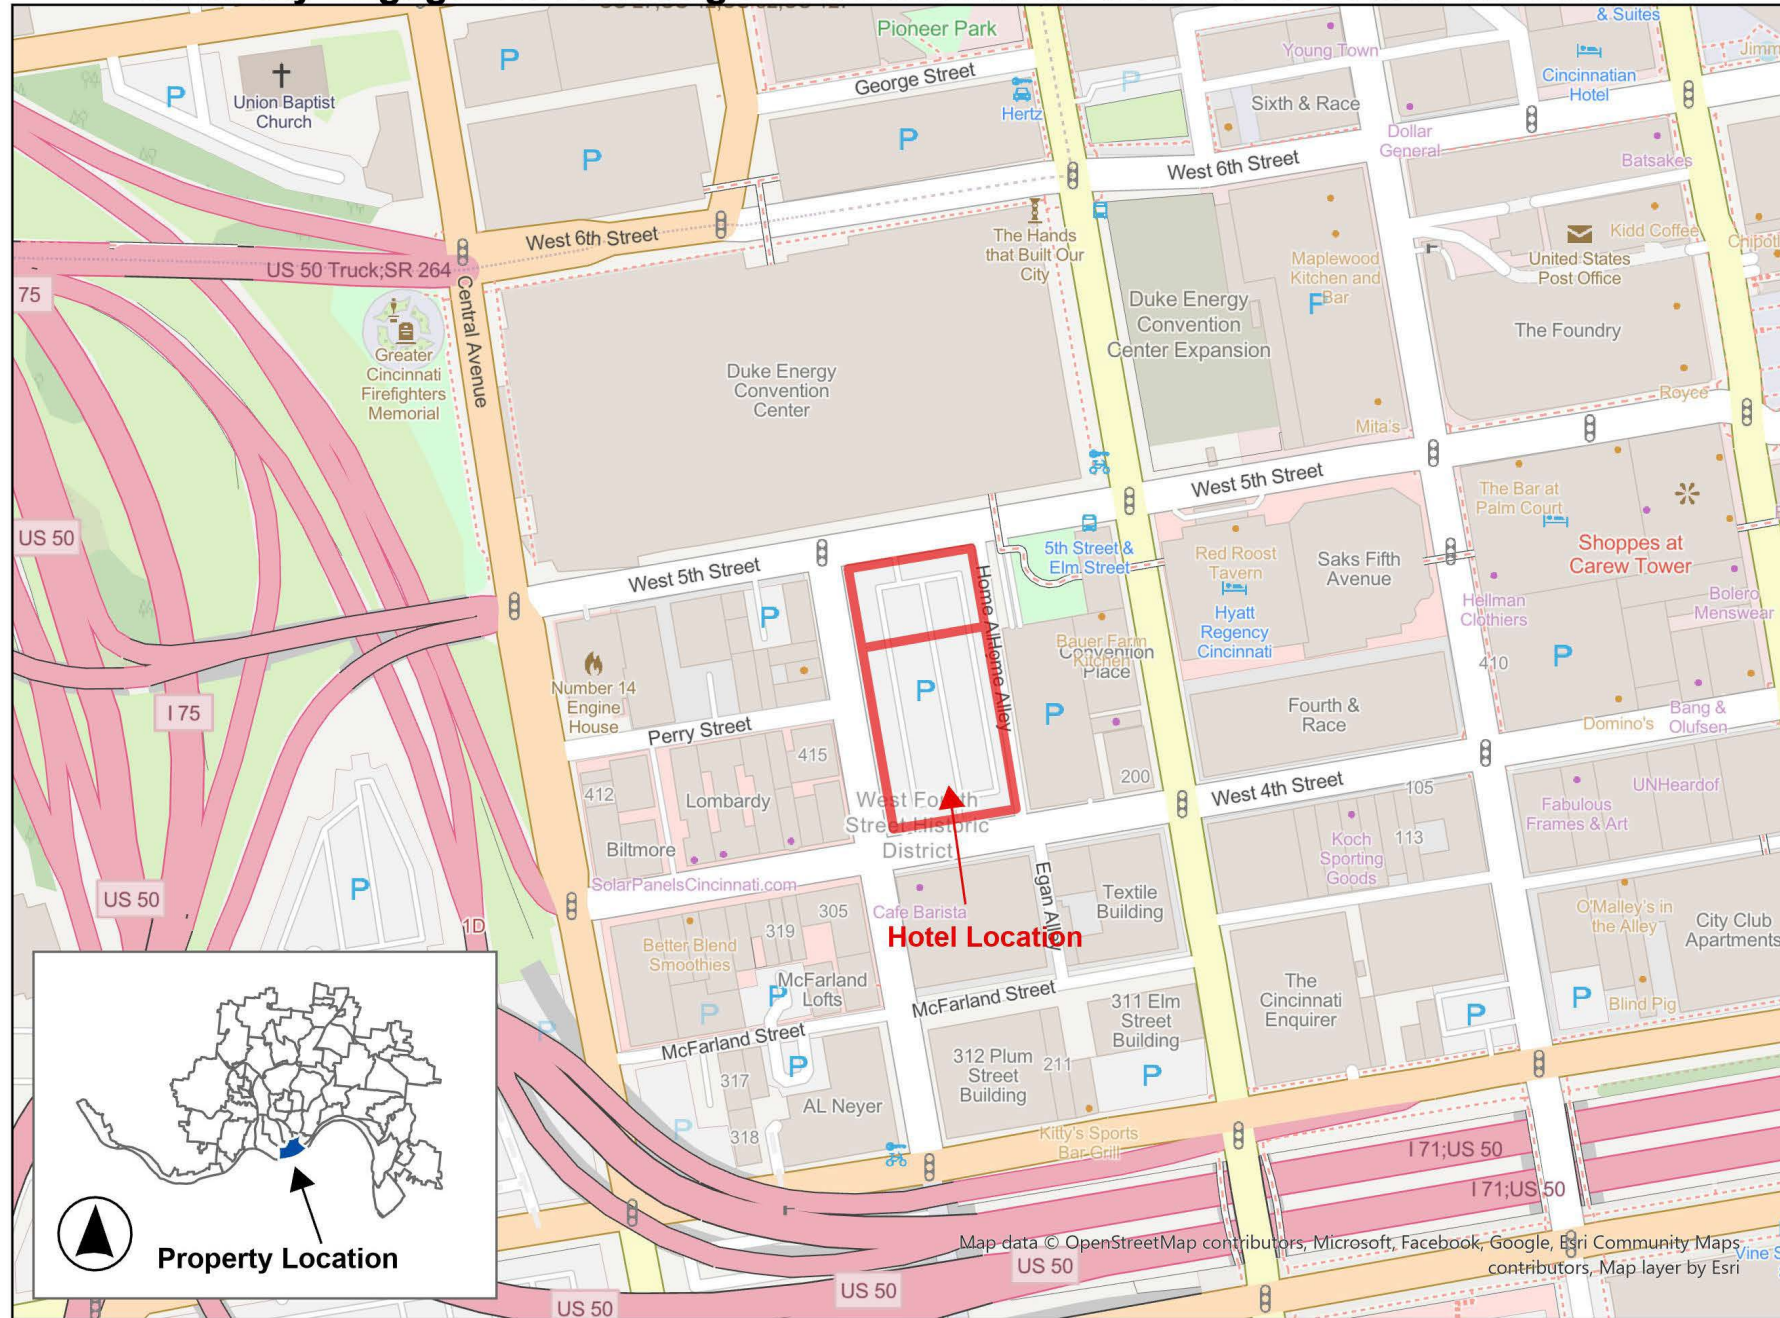 Pioneer Park
& Suites
Young Town
George Street
Hertz
Cincinnatian
Hotel
Union Baptist
Church
Sixth & Race
Dollar
General
Batsakes
West 6th Street
West 6th Street
The Hands
that Built Our
City
Maplewood
Kitchen and
Bar
Kidd Coffee
United States
Post Office
US 50 Truck;SR 264
75
Central Avenue
Greater
Cincinnati
Firefighters
Memorial
Duke Energy
Convention
Center Expansion
The Foundry
Duke Energy
Convention
Center
Royce
Mita's
West 5th Street
The Bar at
Palm Court
US 50
5th Street &
Elm Street
Red Roost
Tavern
Saks Fifth
Avenue
Shoppes at
Carew Tower
West 5th Street
Home Alley
Hyatt
Regency
Cincinnati
Hellman
Clothiers
Bolero
Menswear
Bauer Farm
Kitchen
Convention
Place
410
Number 14
Engine
House
I 75
Perry Street
Fourth &
Race
Domino's
Bang &
Olufsen
415
200
412
Lombardy
West 4th Street
105
UNHeardof
West Fourth
Street Historic
District
Fabulous
Frames & Art
Biltmore
Koch
Sporting
Goods
113
SolarPanelsCincinnati.com
US 50
Egan Alley
Textile
Building
Cafe Barista
305
319
1D
Hotel Location
O'Malley's in
the Alley
City Club
Apartments
Better Blend
Smoothies
McFarland
Lofts
McFarland Street
The
Cincinnati
Enquirer
Blind Pig
311 Elm
Street
Building
McFarland Street
312 Plum
Street
Building
211
317
AL Neyer
318
Kitty's Sports
Bar Grill
I 71;US 50
I 71;US 50
Property Location
Map data © OpenStreetMap contributors, Microsoft, Facebook, Google, Esri Community Maps
contributors, Map layer by Esri
US 50
US 50
US 50